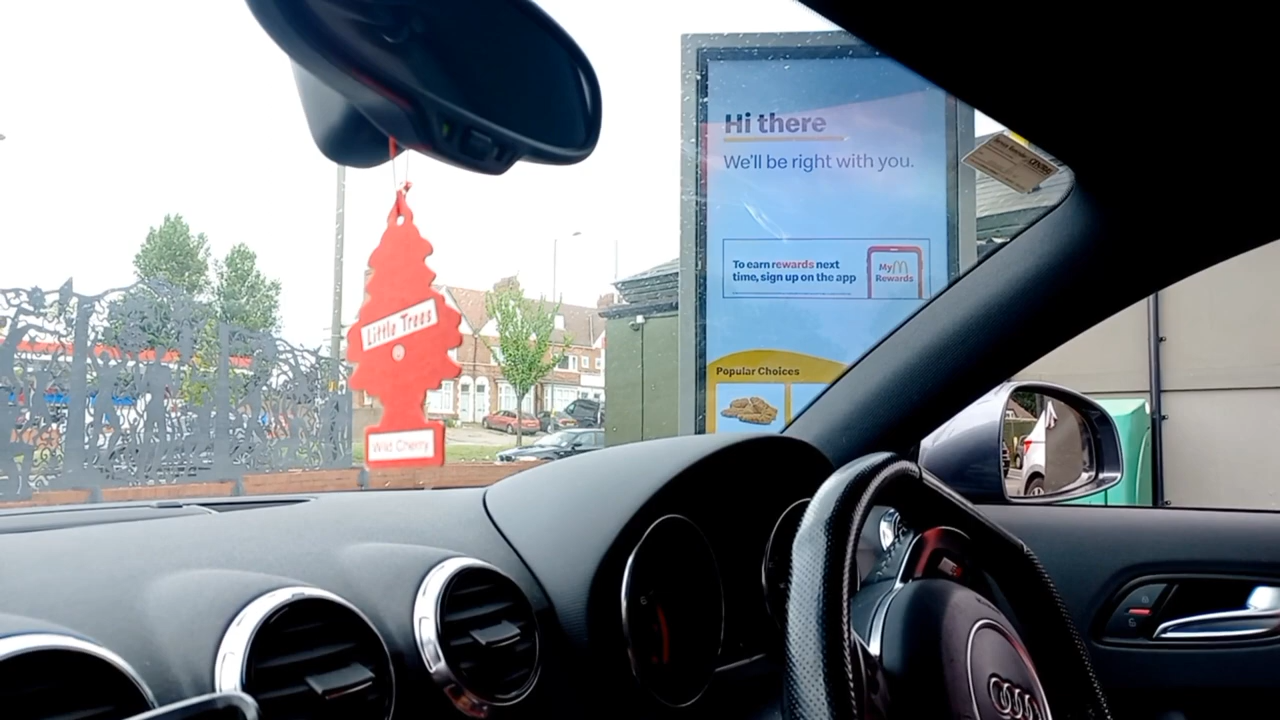 Hi there
We'll be right with you.
To earn rewards next
time, sign up on the app
My
Rewards
Popular Choices
Little Trees
Wild Cherry